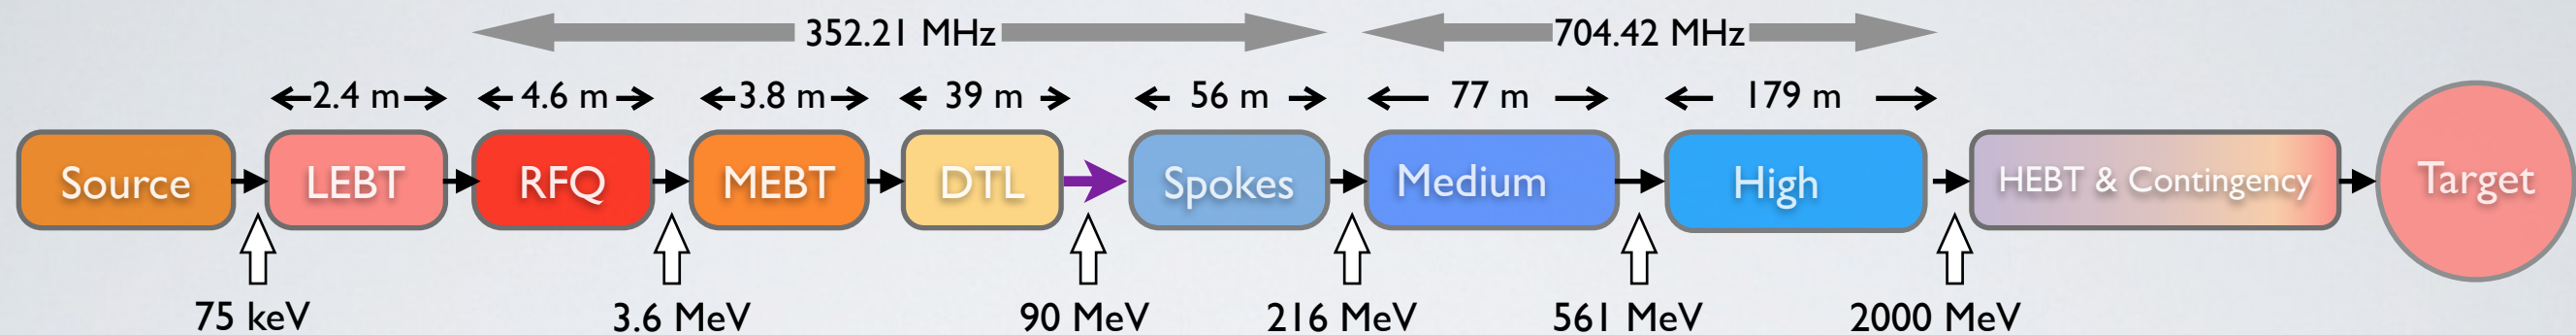 352.21 MHz 704.42 MHz
2.4 m 4.6 m 3.8 m 39 m 56 m 77 m 179 m
Source LEBT RFQ MEBT DTL Spokes Medium High HEBT & Contingency Target
75 keV 3.6 MeV 90 MeV 216 MeV 561 MeV 2000 MeV